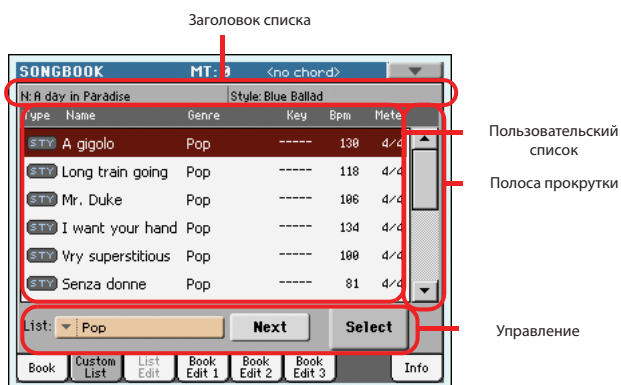 Заголовок списка
SONGBOOK MT: 0 <no chord>
N: A day in Paradise Style: Blue Ballad
Type Name Genre Key Bpm Meter
STY A gigolo Pop ----- 130 4/4
Пользовательский
список
STY Long train going Pop ----- 118 4/4
Полоса прокрутки
STY Mr. Duke Pop ----- 106 4/4
STY I want your hand Pop ----- 134 4/4
STY Vry superstitious Pop ----- 100 4/4
STY Senza donne Pop ----- 81 4/4
List: Pop Next Select
Управление
Book Custom List List Edit Book Edit 1 Book Edit 2 Book Edit 3 Info